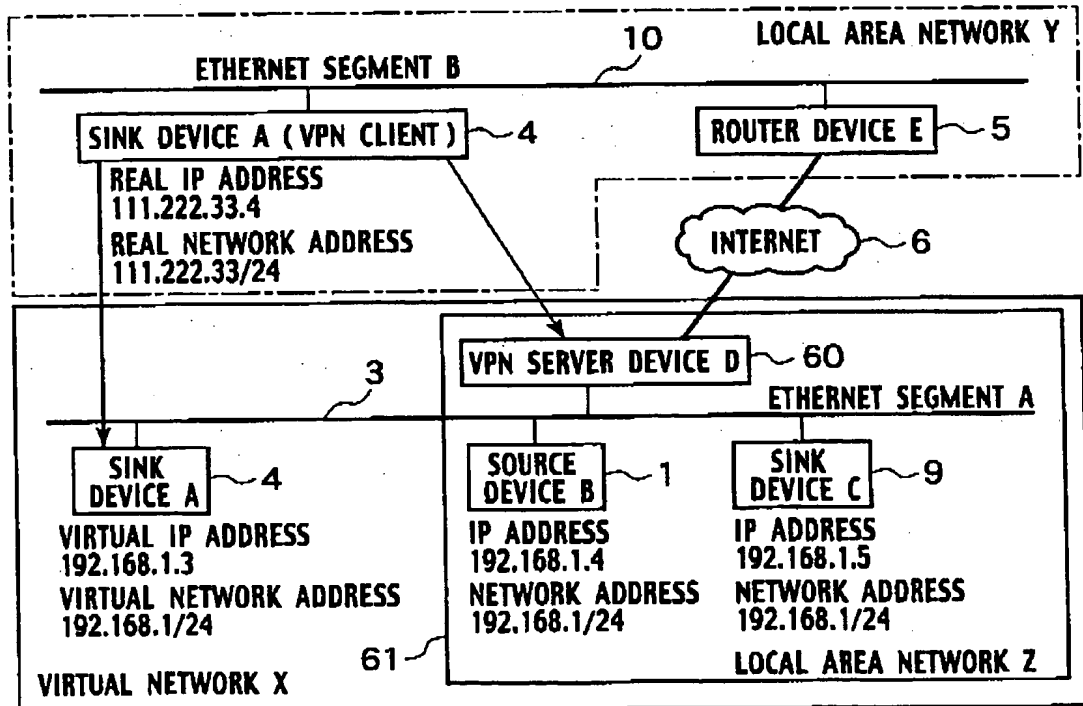 10
LOCAL AREA NETWORK Y
ETHERNET SEGMENT B
SINK DEVICE A (VPN CLIENT)
4
ROUTER DEVICE E
5
REAL IP ADDRESS
111.222.33.4
REAL NETWORK ADDRESS
111.222.33/24
INTERNET
6
VPN SERVER DEVICE D
60
3
ETHERNET SEGMENT A
SINK
DEVICE A
4
VIRTUAL IP ADDRESS
192.168.1.3
VIRTUAL NETWORK ADDRESS
192.168.1/24
SOURCE
DEVICE B
1
IP ADDRESS
192.168.1.4
NETWORK ADDRESS
192.168.1/24
SINK
DEVICE C
9
IP ADDRESS
192.168.1.5
NETWORK ADDRESS
192.168.1/24
61
LOCAL AREA NETWORK Z
VIRTUAL NETWORK X